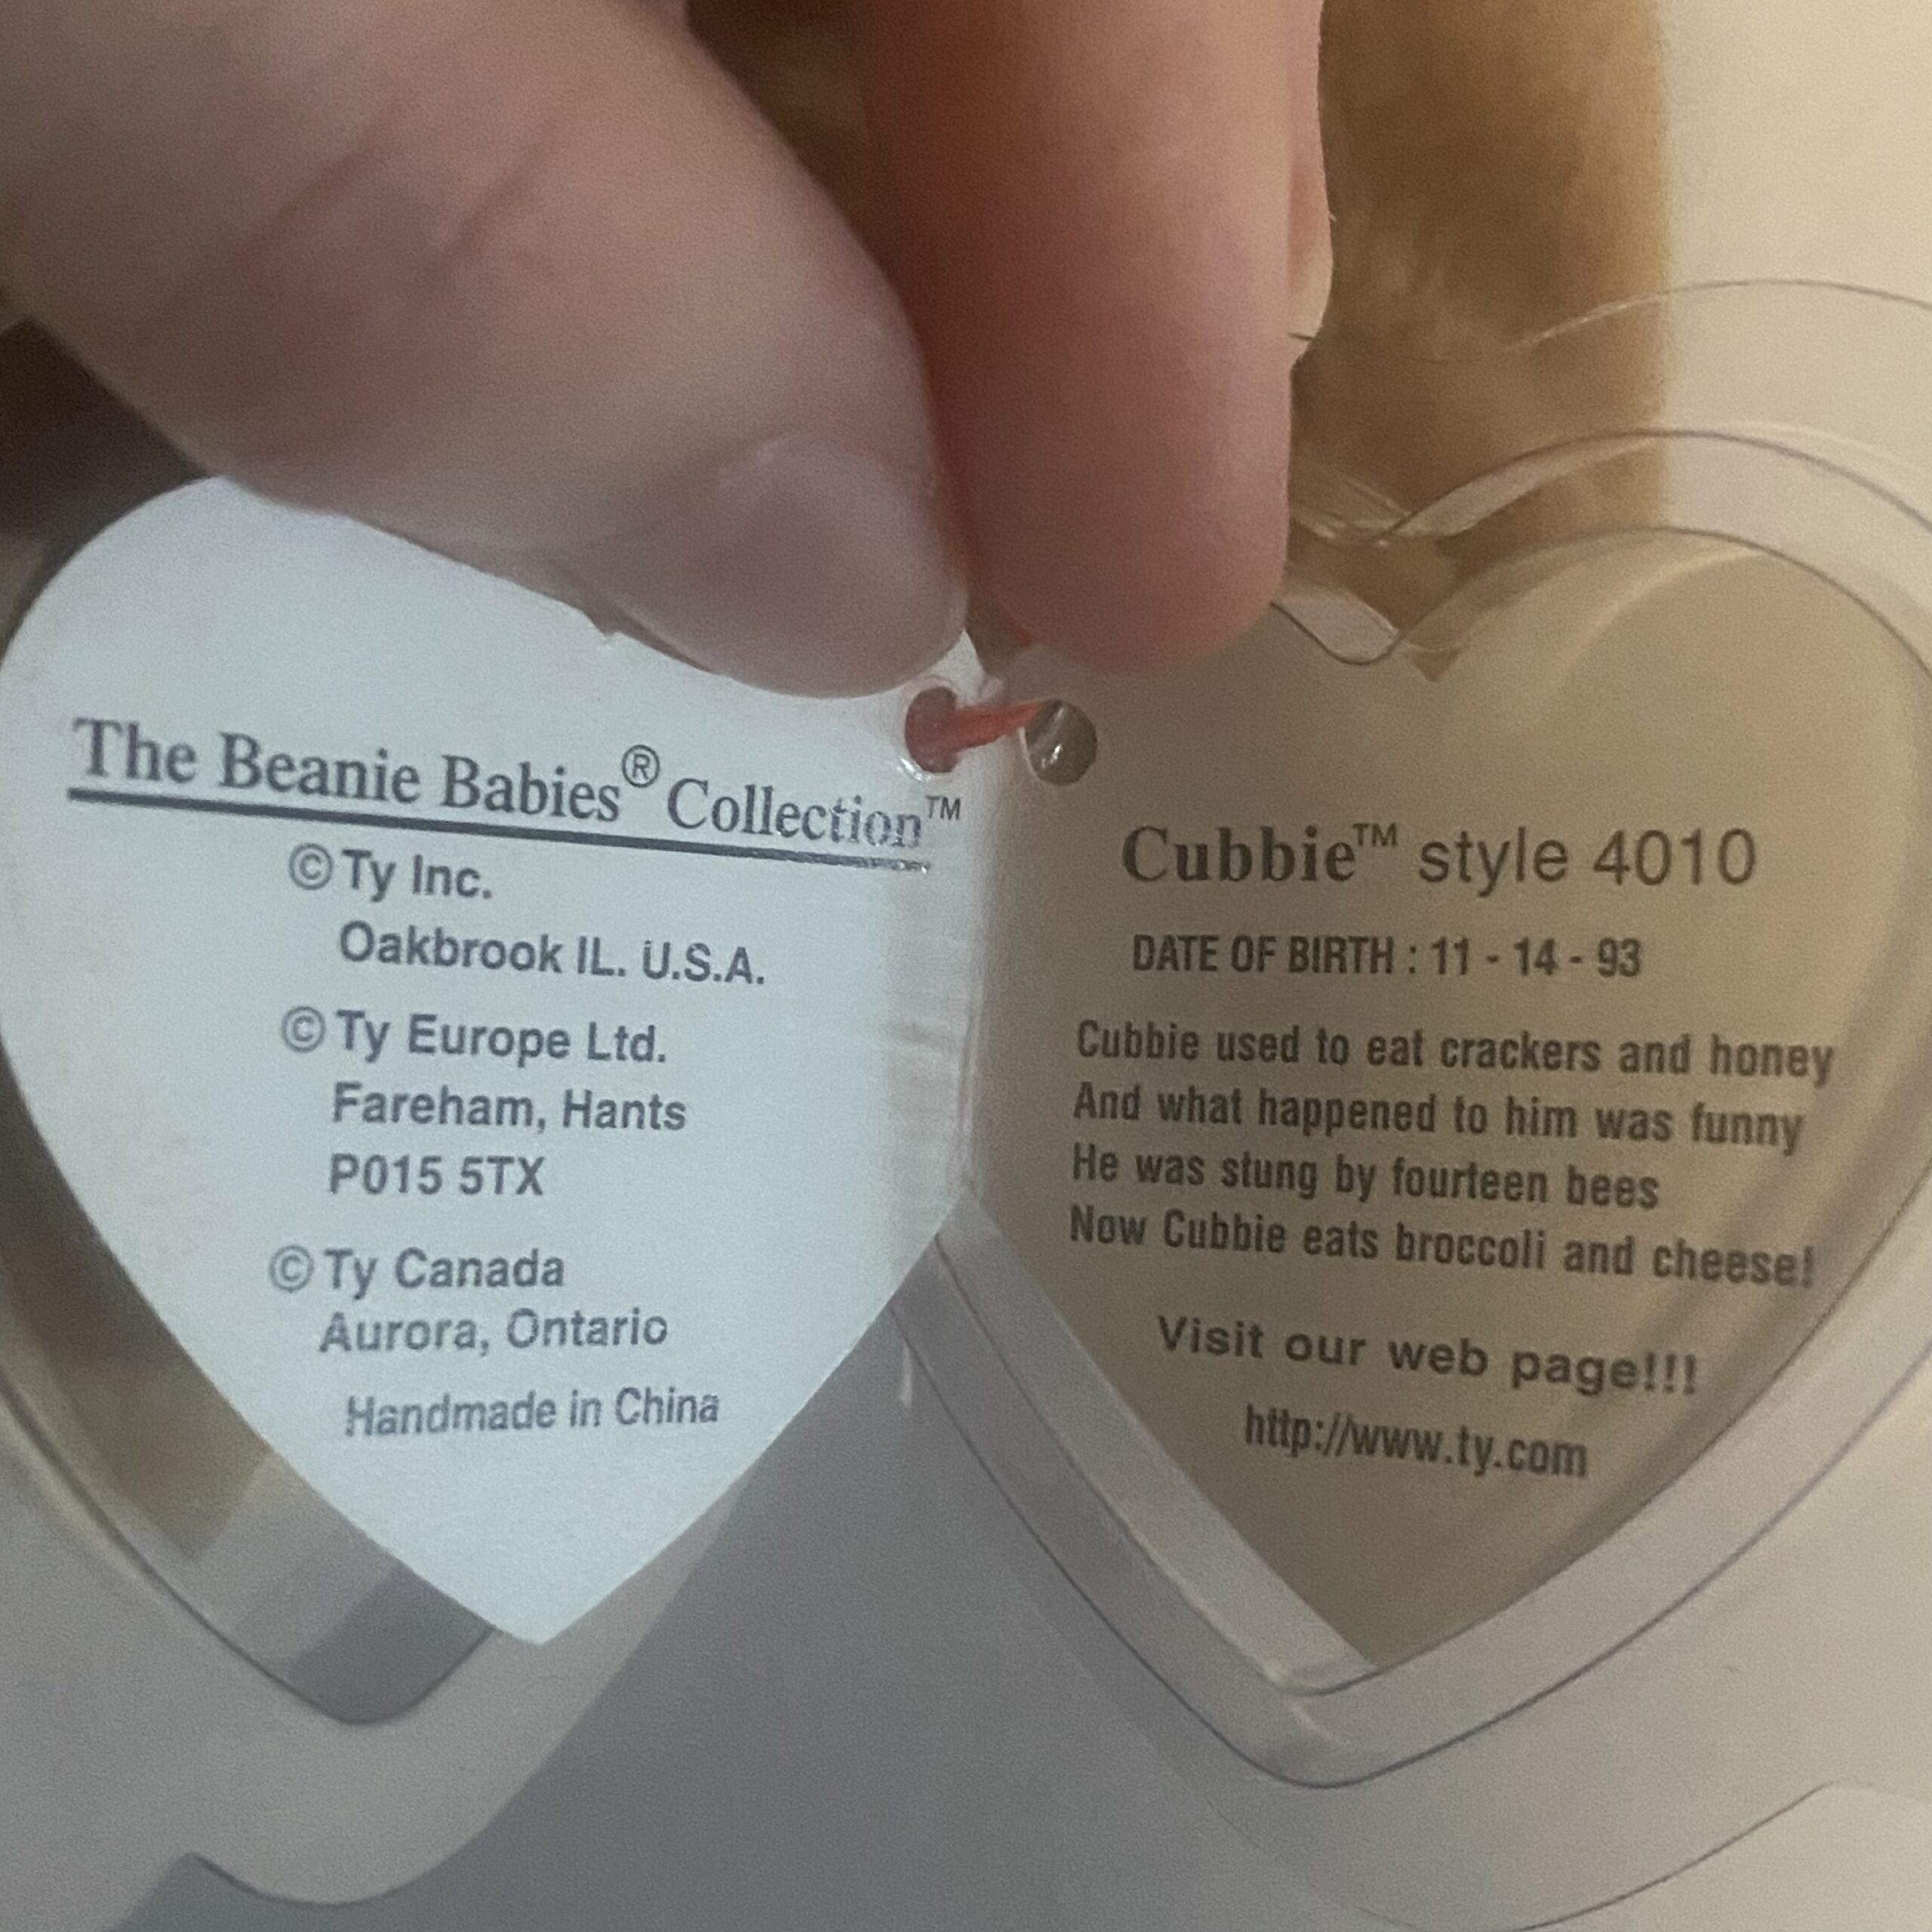 The Beanie Babies® Collection™
© Ty Inc.
Oakbrook IL. U.S.A.
© Ty Europe Ltd.
Fareham, Hants
P015 5TX
© Ty Canada
Aurora, Ontario
Handmade in China
Cubbie™ style 4010
DATE OF BIRTH : 11 - 14 - 93
Cubbie used to eat crackers and honey
And what happened to him was funny
He was stung by fourteen bees
Now Cubbie eats broccoli and cheese!
Visit our web page!!!
http://www.ty.com